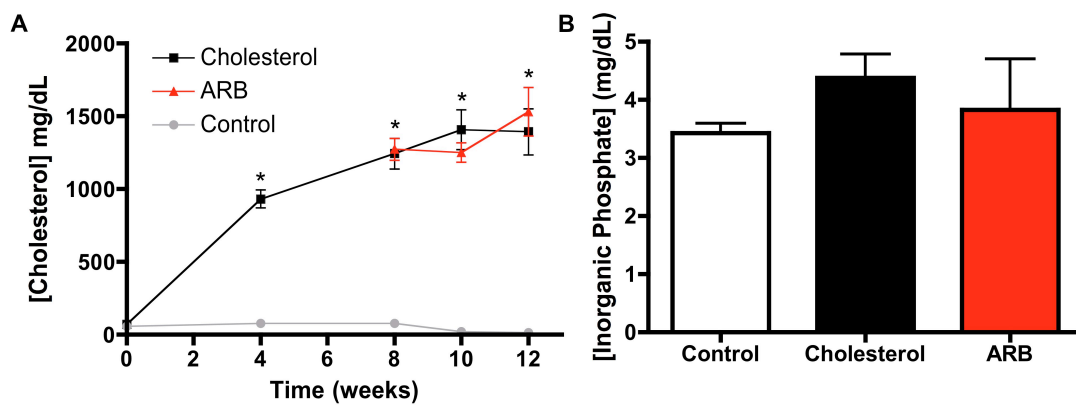 A
[Cholesterol] mg/dL
2000
1500
1000
500
0
Cholesterol
ARB
Control
*
*
*
*
0 2 4 6 8 10 12
Time (weeks)
B
[Inorganic Phosphate] (mg/dL)
5
4
3
2
1
0
Control Cholesterol ARB